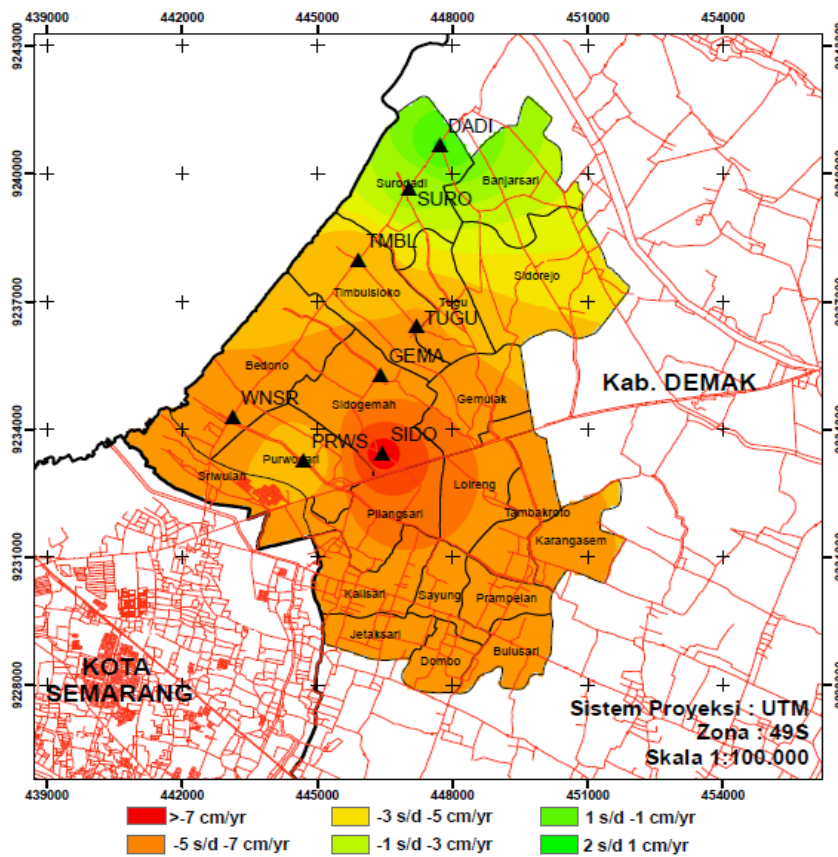 439000 442000 445000 448000 451000 454000
9243000
DADI
9240000
Surodadi Banjarsari
SURO
TMBL
Sidorejo
Timbulsloko
9237000
Tugu
TUGU
GEMA
Bedono
Kab. DEMAK
WNSR
Sidogemah Gemulak
9234000
PRWS SIDO
Purwosari
Sriwulan
Loireng
Pilangsari Tambakroto
Karangasem
9231000
Kalisari Sayung Prampelan
Jetaksari
Dombo Bulusari
KOTA
SEMARANG
9228000
Sistem Proyeksi : UTM
Zona : 49S
Skala 1:100.000
439000 442000 445000 448000 451000 454000
>-7 cm/yr -3 s/d -5 cm/yr 1 s/d -1 cm/yr
-5 s/d -7 cm/yr -1 s/d -3 cm/yr 2 s/d 1 cm/yr